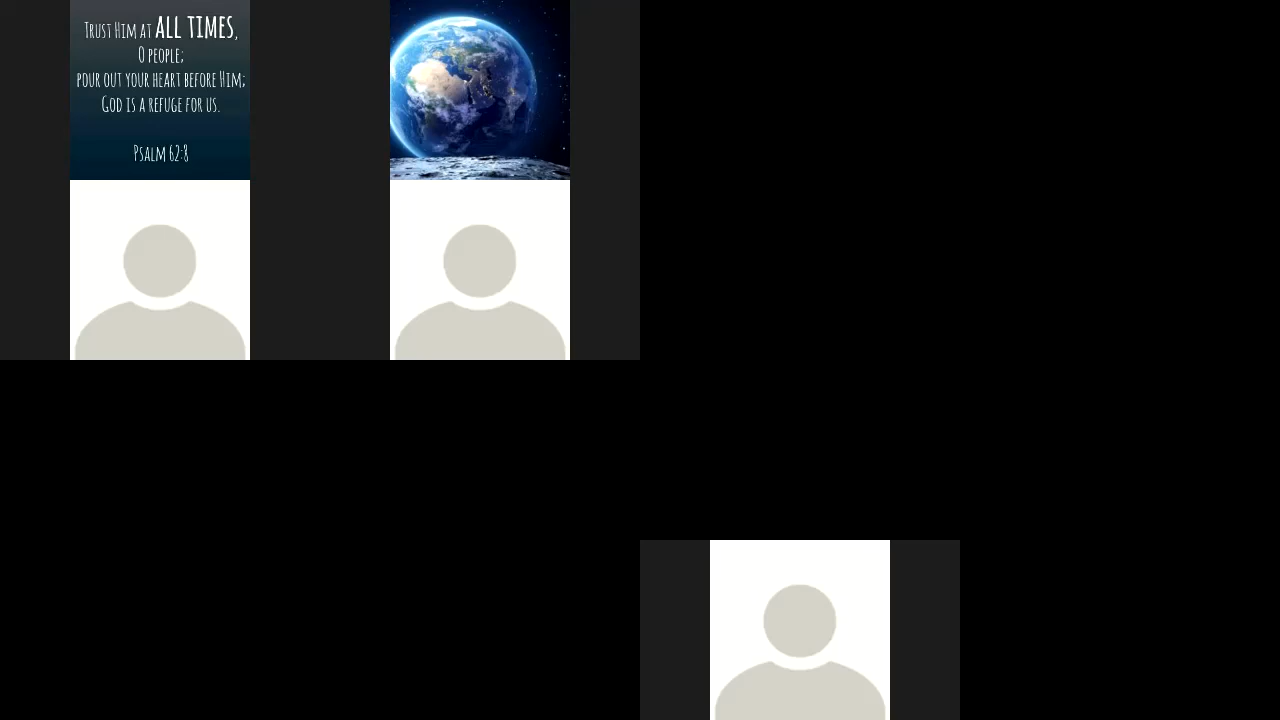 Trust Him at ALL TIMES,
O people;
pour out your heart before Him;
God is a refuge for us.
Psalm 62:8